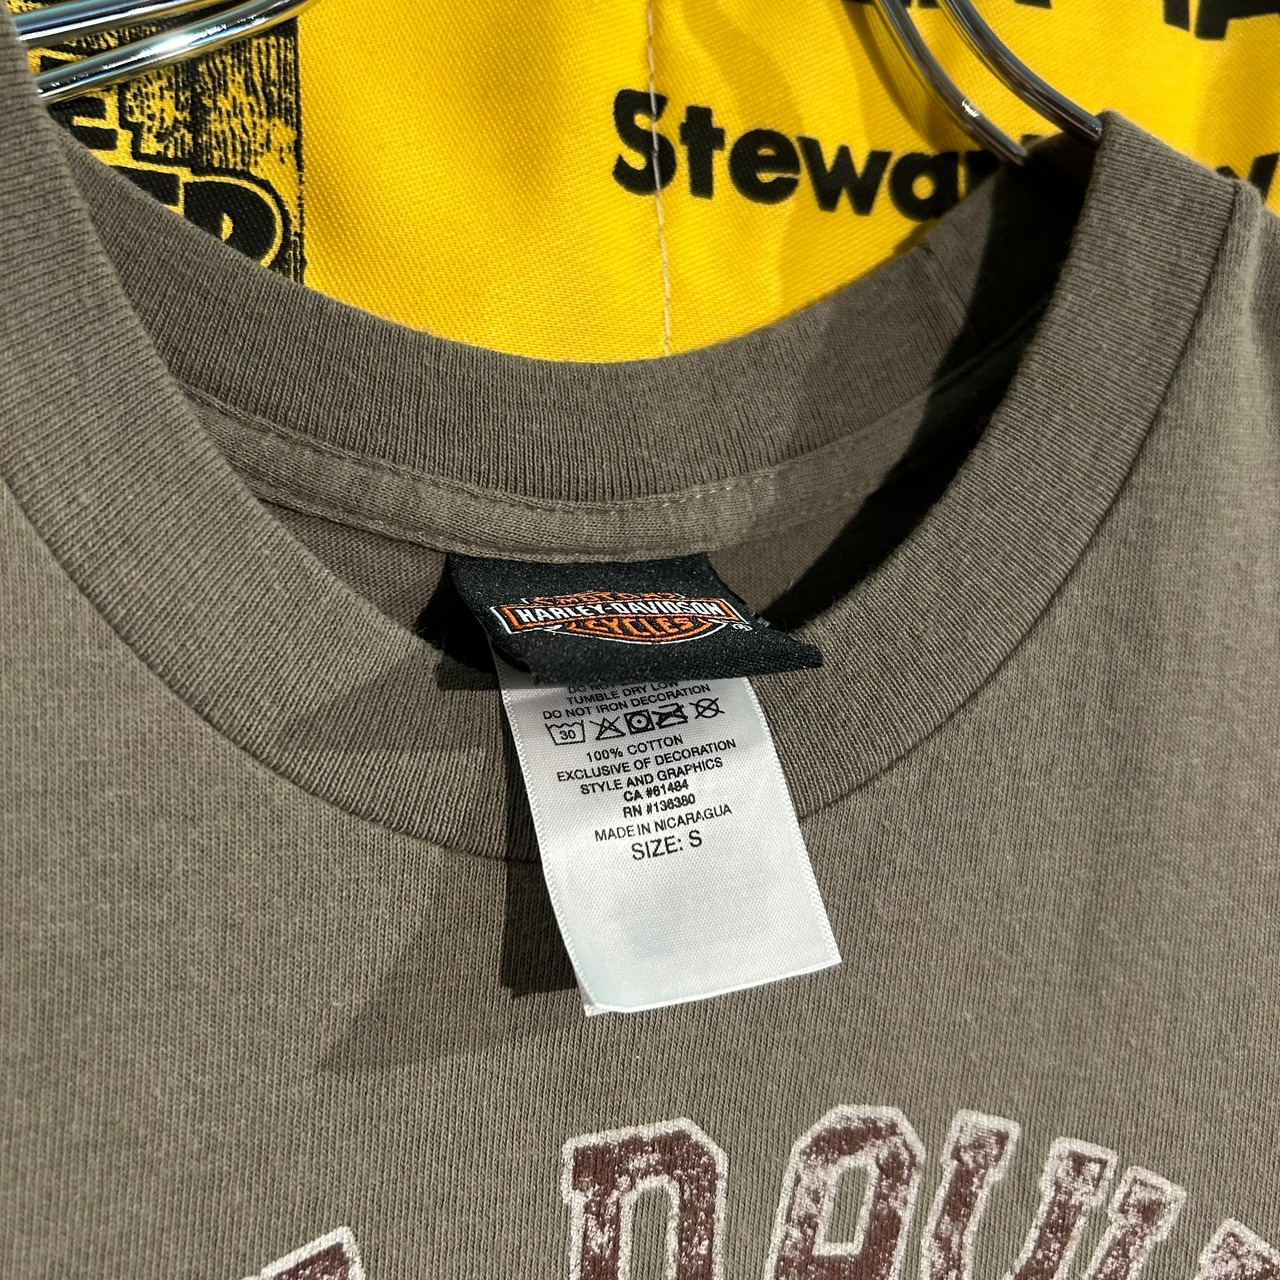 Stewa
MOTOR
HARLEY-DAVIDSON
CYCLES
®
TUMBLE DRY LOW
DO NOT IRON DECORATION
30
100% COTTON
EXCLUSIVE OF DECORATION
STYLE AND GRAPHICS
CA #61484
RN #136380
MADE IN NICARAGUA
SIZE: S